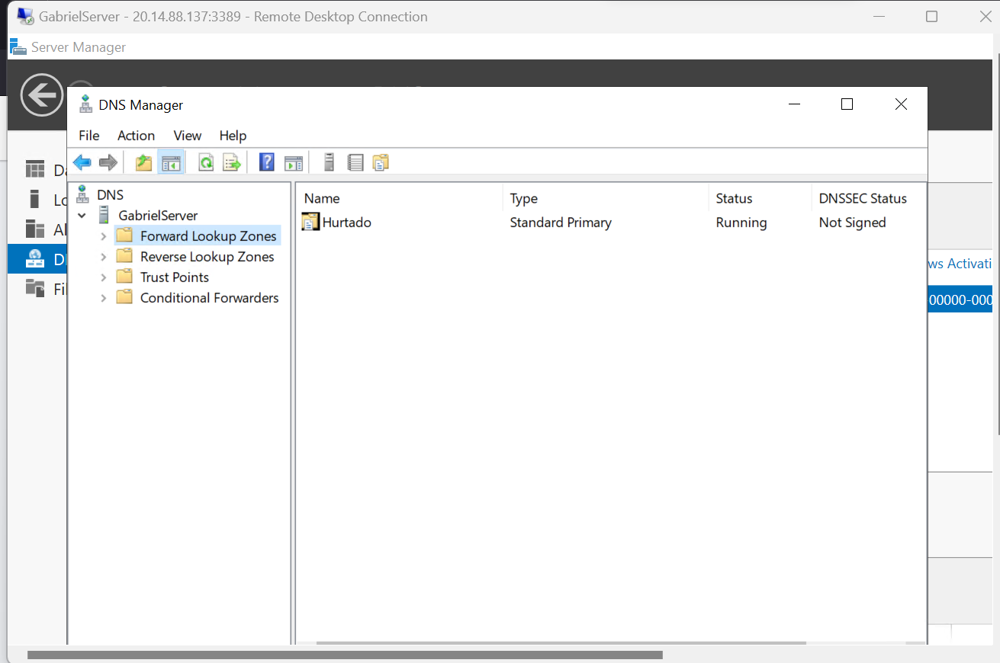 GabrielServer - 20.14.88.137:3389 - Remote Desktop Connection
Server Manager
DNS Manager
File Action View Help
DNS
GabrielServer
Forward Lookup Zones
Reverse Lookup Zones
Trust Points
Conditional Forwarders
Name Type Status DNSSEC Status
Hurtado Standard Primary Running Not Signed
Da
Lo
Al
D
Fil
ws Activati
-00000-000